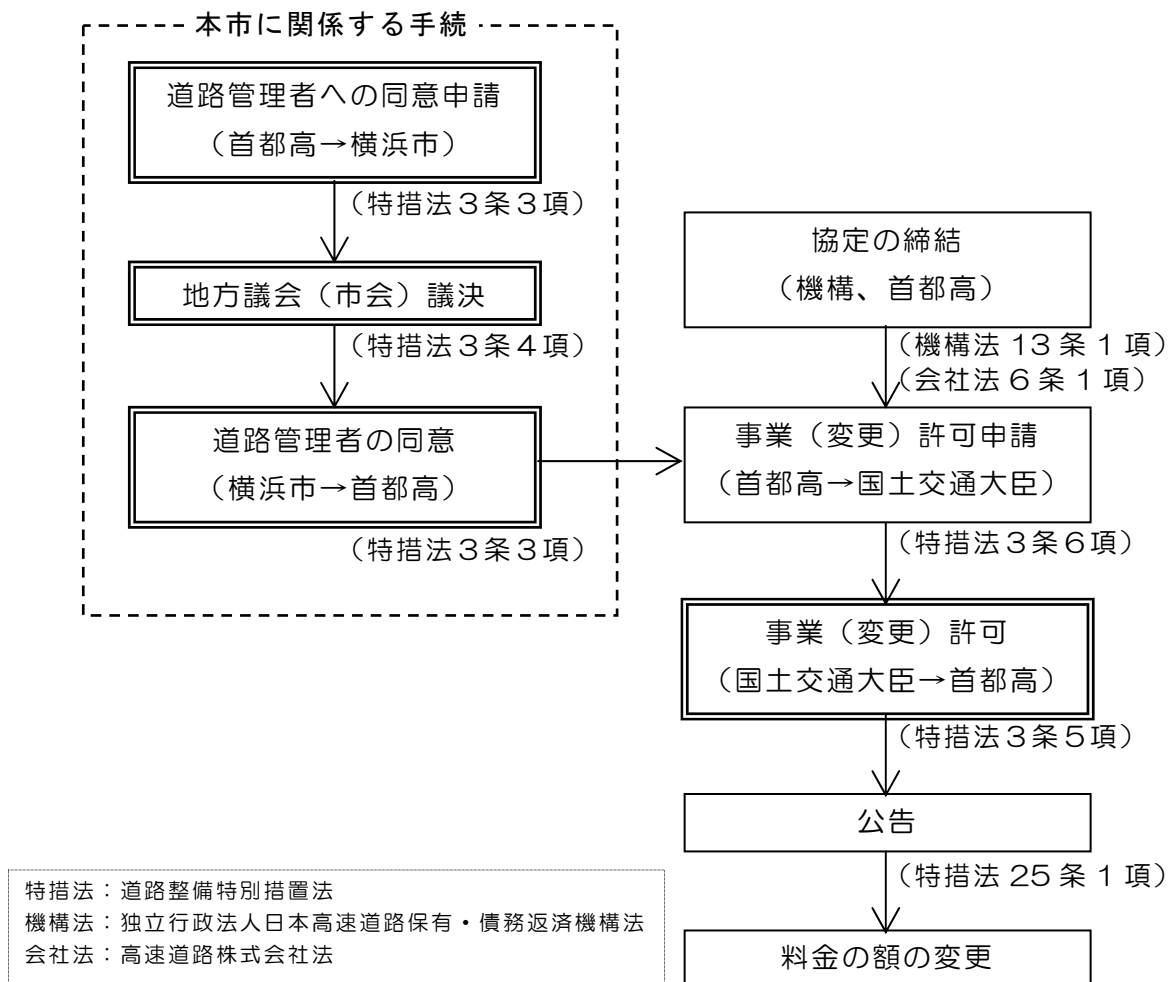 本市に関係する手続
道路管理者への同意申請
（首都高→横浜市）
（特措法３条３項）
地方議会（市会）議決
（特措法３条４項）
道路管理者の同意
（横浜市→首都高）
（特措法３条３項）
協定の締結
（機構、首都高）
（機構法 13 条 1 項）
（会社法 6 条 1 項）
事業（変更）許可申請
（首都高→国土交通大臣）
（特措法３条６項）
事業（変更）許可
（国土交通大臣→首都高）
（特措法３条５項）
公告
（特措法 25 条 1 項）
料金の額の変更
特措法：道路整備特別措置法
機構法：独立行政法人日本高速道路保有・債務返済機構法
会社法：高速道路株式会社法